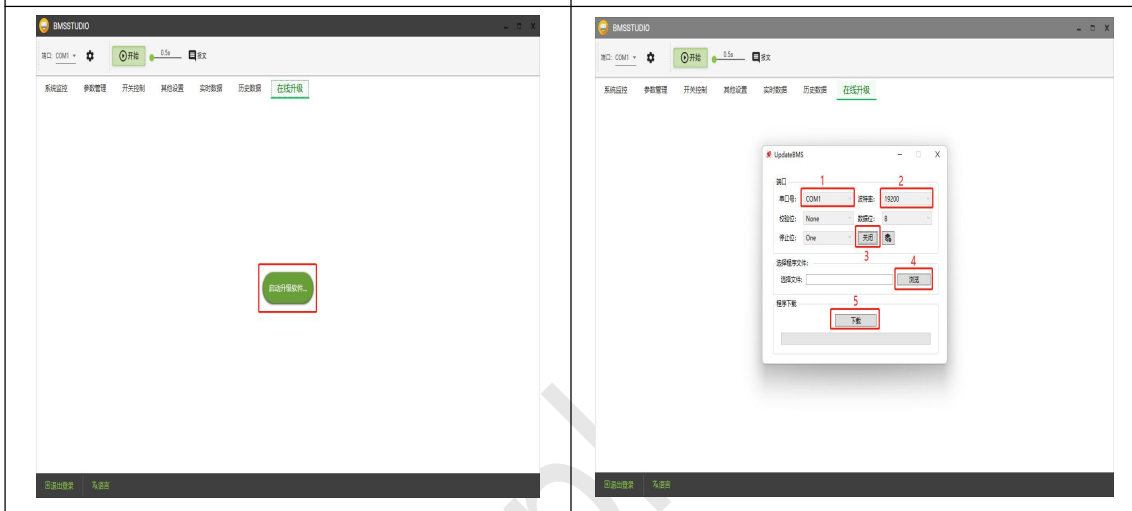 BMSSTUDIO
端口: COM1 开始 0.5s 报文
系统监控 参数管理 开关控制 其他设置 实时数据 历史数据 在线升级
启动升级软件...
退出登录 语言
BMSSTUDIO
端口: COM1 开始 0.5s 报文
系统监控 参数管理 开关控制 其他设置 实时数据 历史数据 在线升级
UpdateBMS
端口 1 2
串口号: COM1 波特率: 19200
校验位: None 数据位: 8
停止位: One 关闭
3
选择程序文件: 4
选择文件: 浏览
程序下载 5
下载
退出登录 语言